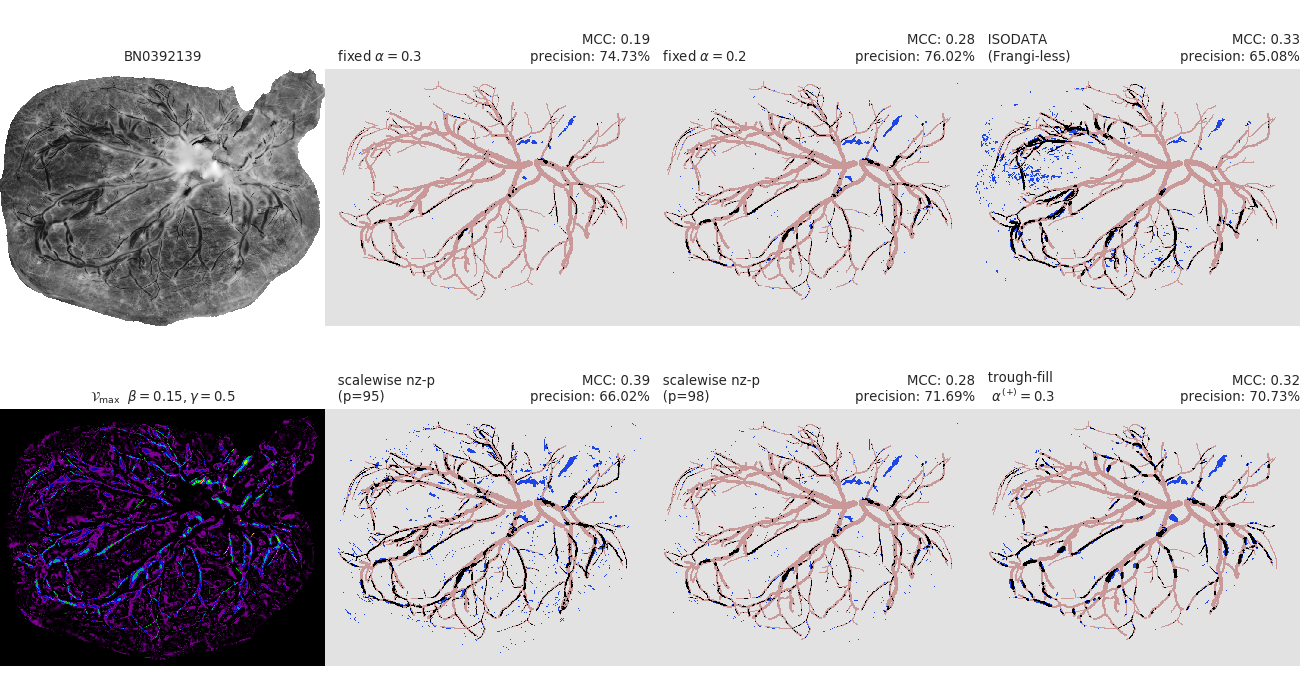 BN0392139
fixed α = 0.3
MCC: 0.19
precision: 74.73%
fixed α = 0.2
MCC: 0.28
precision: 76.02%
ISODATA
(Frangi-less)
MCC: 0.33
precision: 65.08%
𝒱max β = 0.15, γ = 0.5
scalewise nz-p
(p=95)
MCC: 0.39
precision: 66.02%
scalewise nz-p
(p=98)
MCC: 0.28
precision: 71.69%
trough-fill
α(+) = 0.3
MCC: 0.32
precision: 70.73%